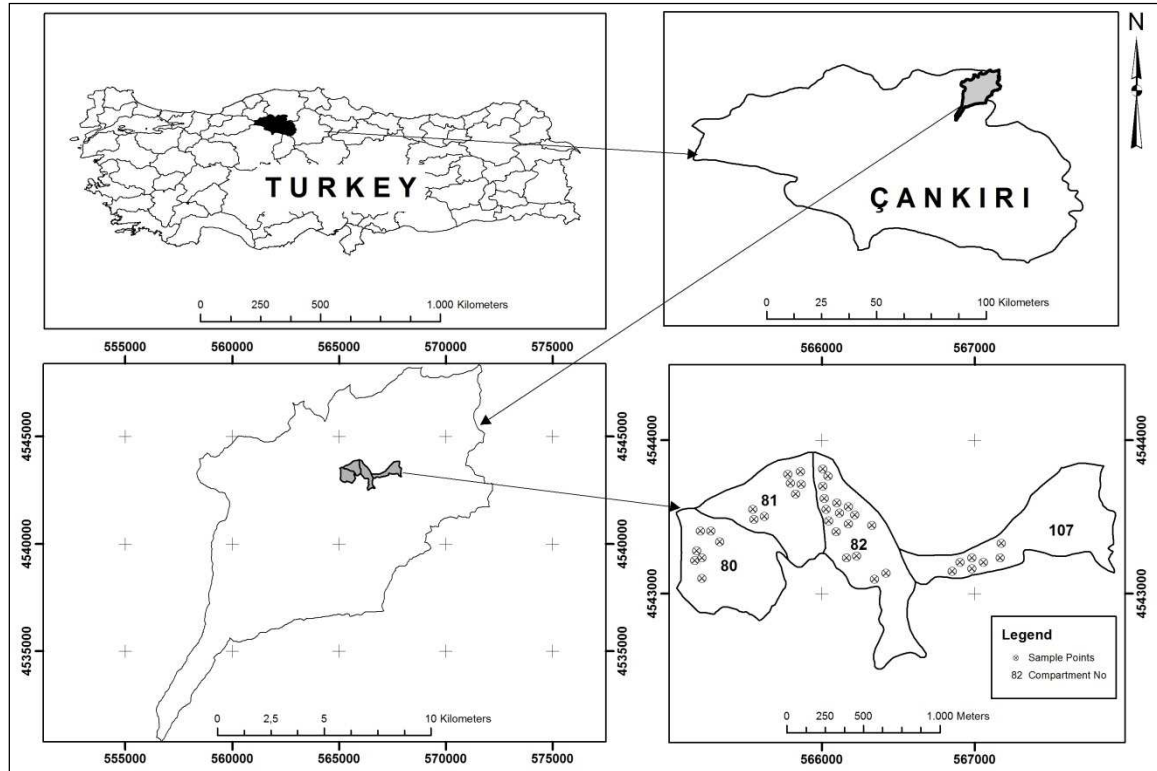 TURKEY
0 250 500 1.000 Kilometers
N
ÇANKIRI
0 25 50 100 Kilometers
555000 560000 565000 570000 575000
4545000 4545000
4540000 4540000
4535000 4535000
0 2,5 5 10 Kilometers
555000 560000 565000 570000 575000
566000 567000
4544000 4544000
81
82
107
80
4543000 4543000
Legend
Sample Points
82 Compartment No
0 250 500 1.000 Meters
566000 567000